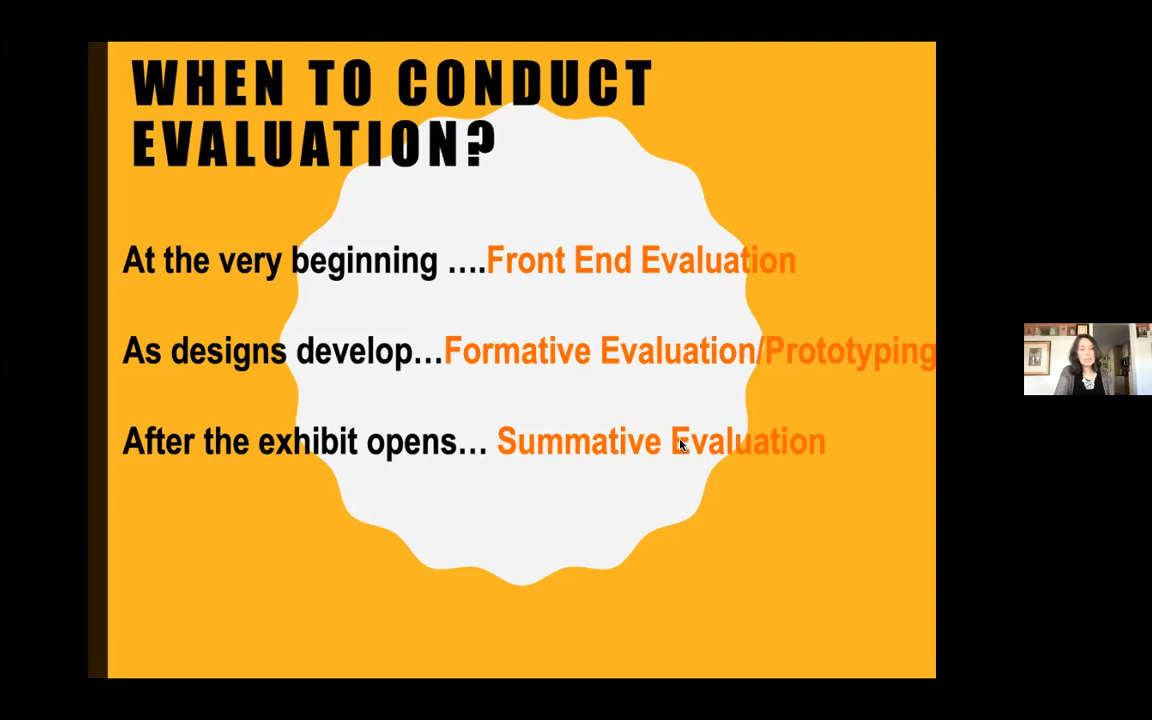 WHEN TO CONDUCT
EVALUATION?
At the very beginning ….Front End Evaluation
As designs develop…Formative Evaluation/Prototyping
After the exhibit opens… Summative Evaluation